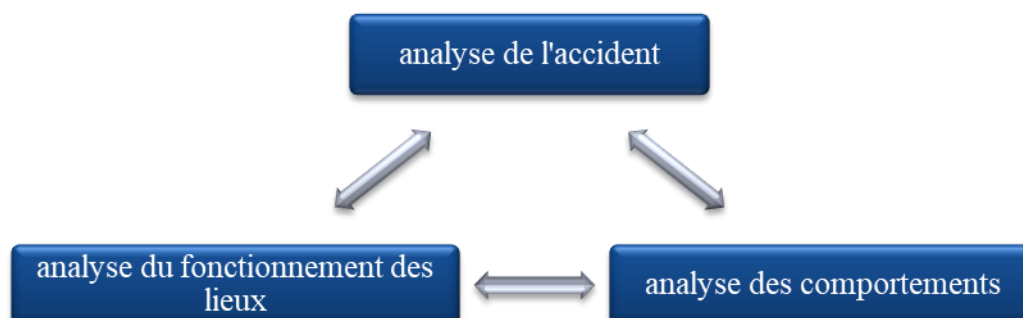 analyse de l'accident
analyse du fonctionnement des
lieux
analyse des comportements